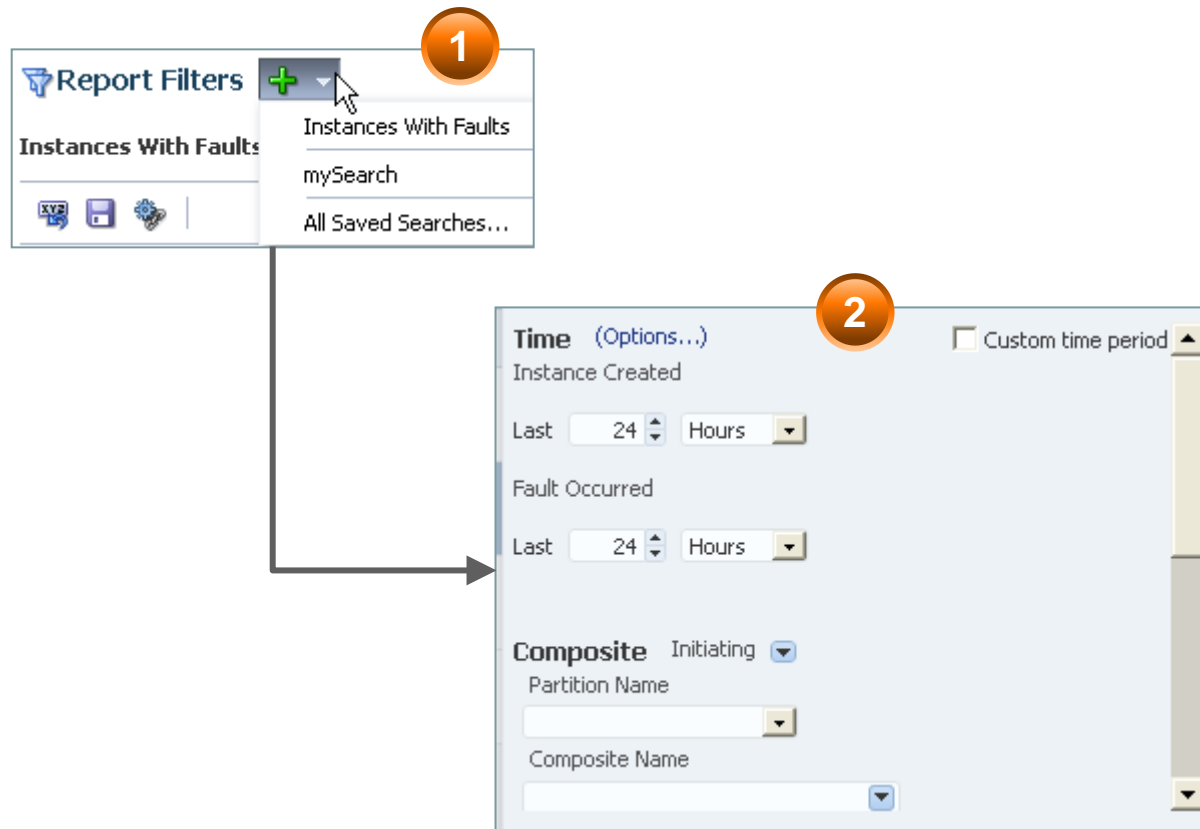 1
Report Filters
Instances With Faults
Instances With Faults
mySearch
XYZ
All Saved Searches...
2
Time (Options...) Custom time period
Instance Created
Last 24 Hours
Fault Occurred
Last 24 Hours
Composite Initiating
Partition Name
Composite Name